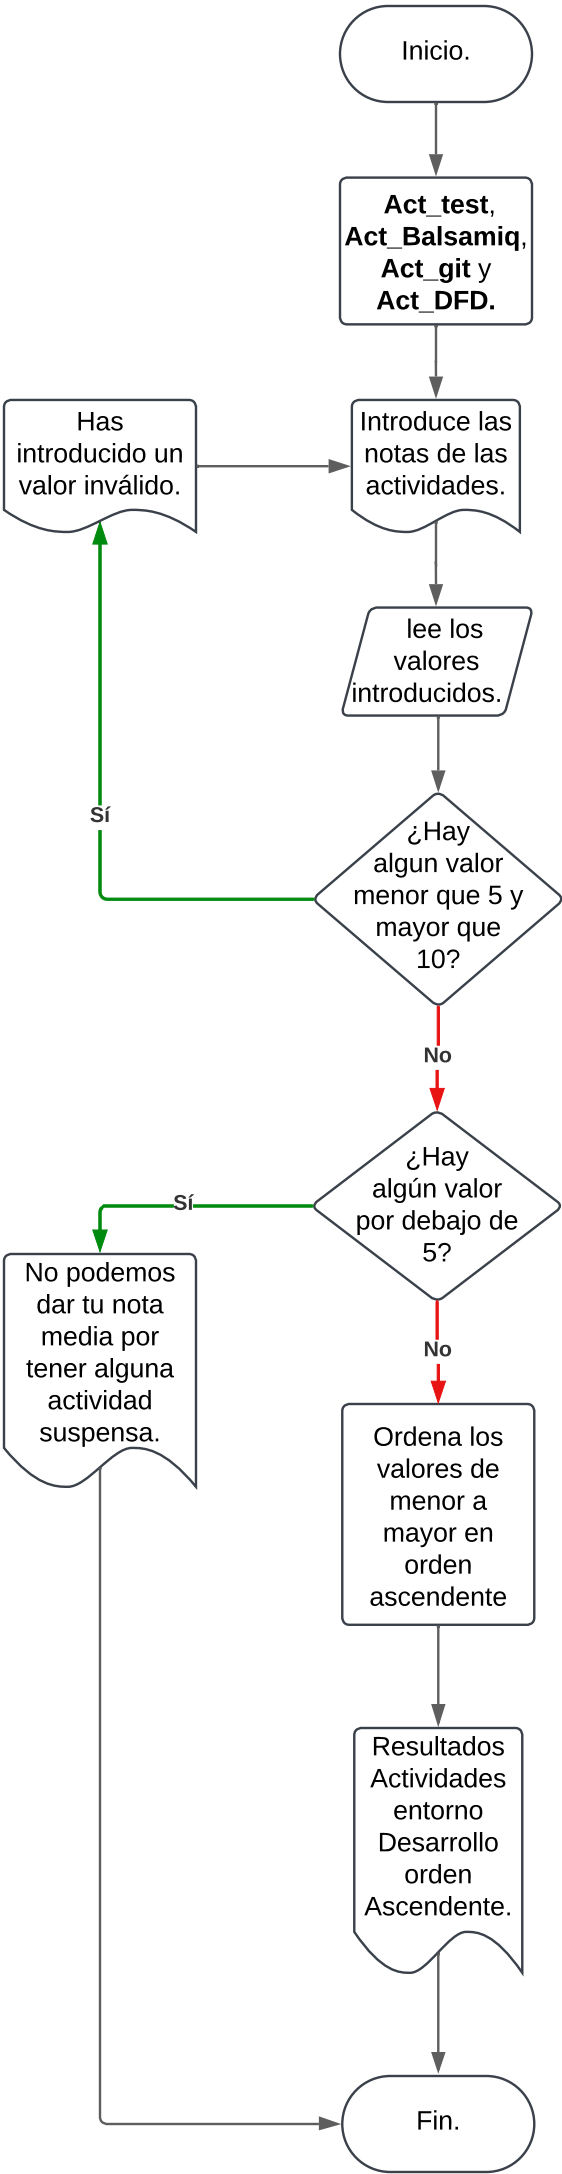 Inicio.
Act_test,
Act_Balsamiq,
Act_git y
Act_DFD.
Has
introducido un
valor inválido.
Introduce las
notas de las
actividades.
lee los
valores
introducidos.
Sí
¿Hay
algun valor
menor que 5 y
mayor que
10?
No
¿Hay
algún valor
por debajo de
5?
Sí
No podemos
dar tu nota
media por
tener alguna
actividad
suspensa.
No
Ordena los
valores de
menor a
mayor en
orden
ascendente
Resultados
Actividades
entorno
Desarrollo
orden
Ascendente.
Fin.